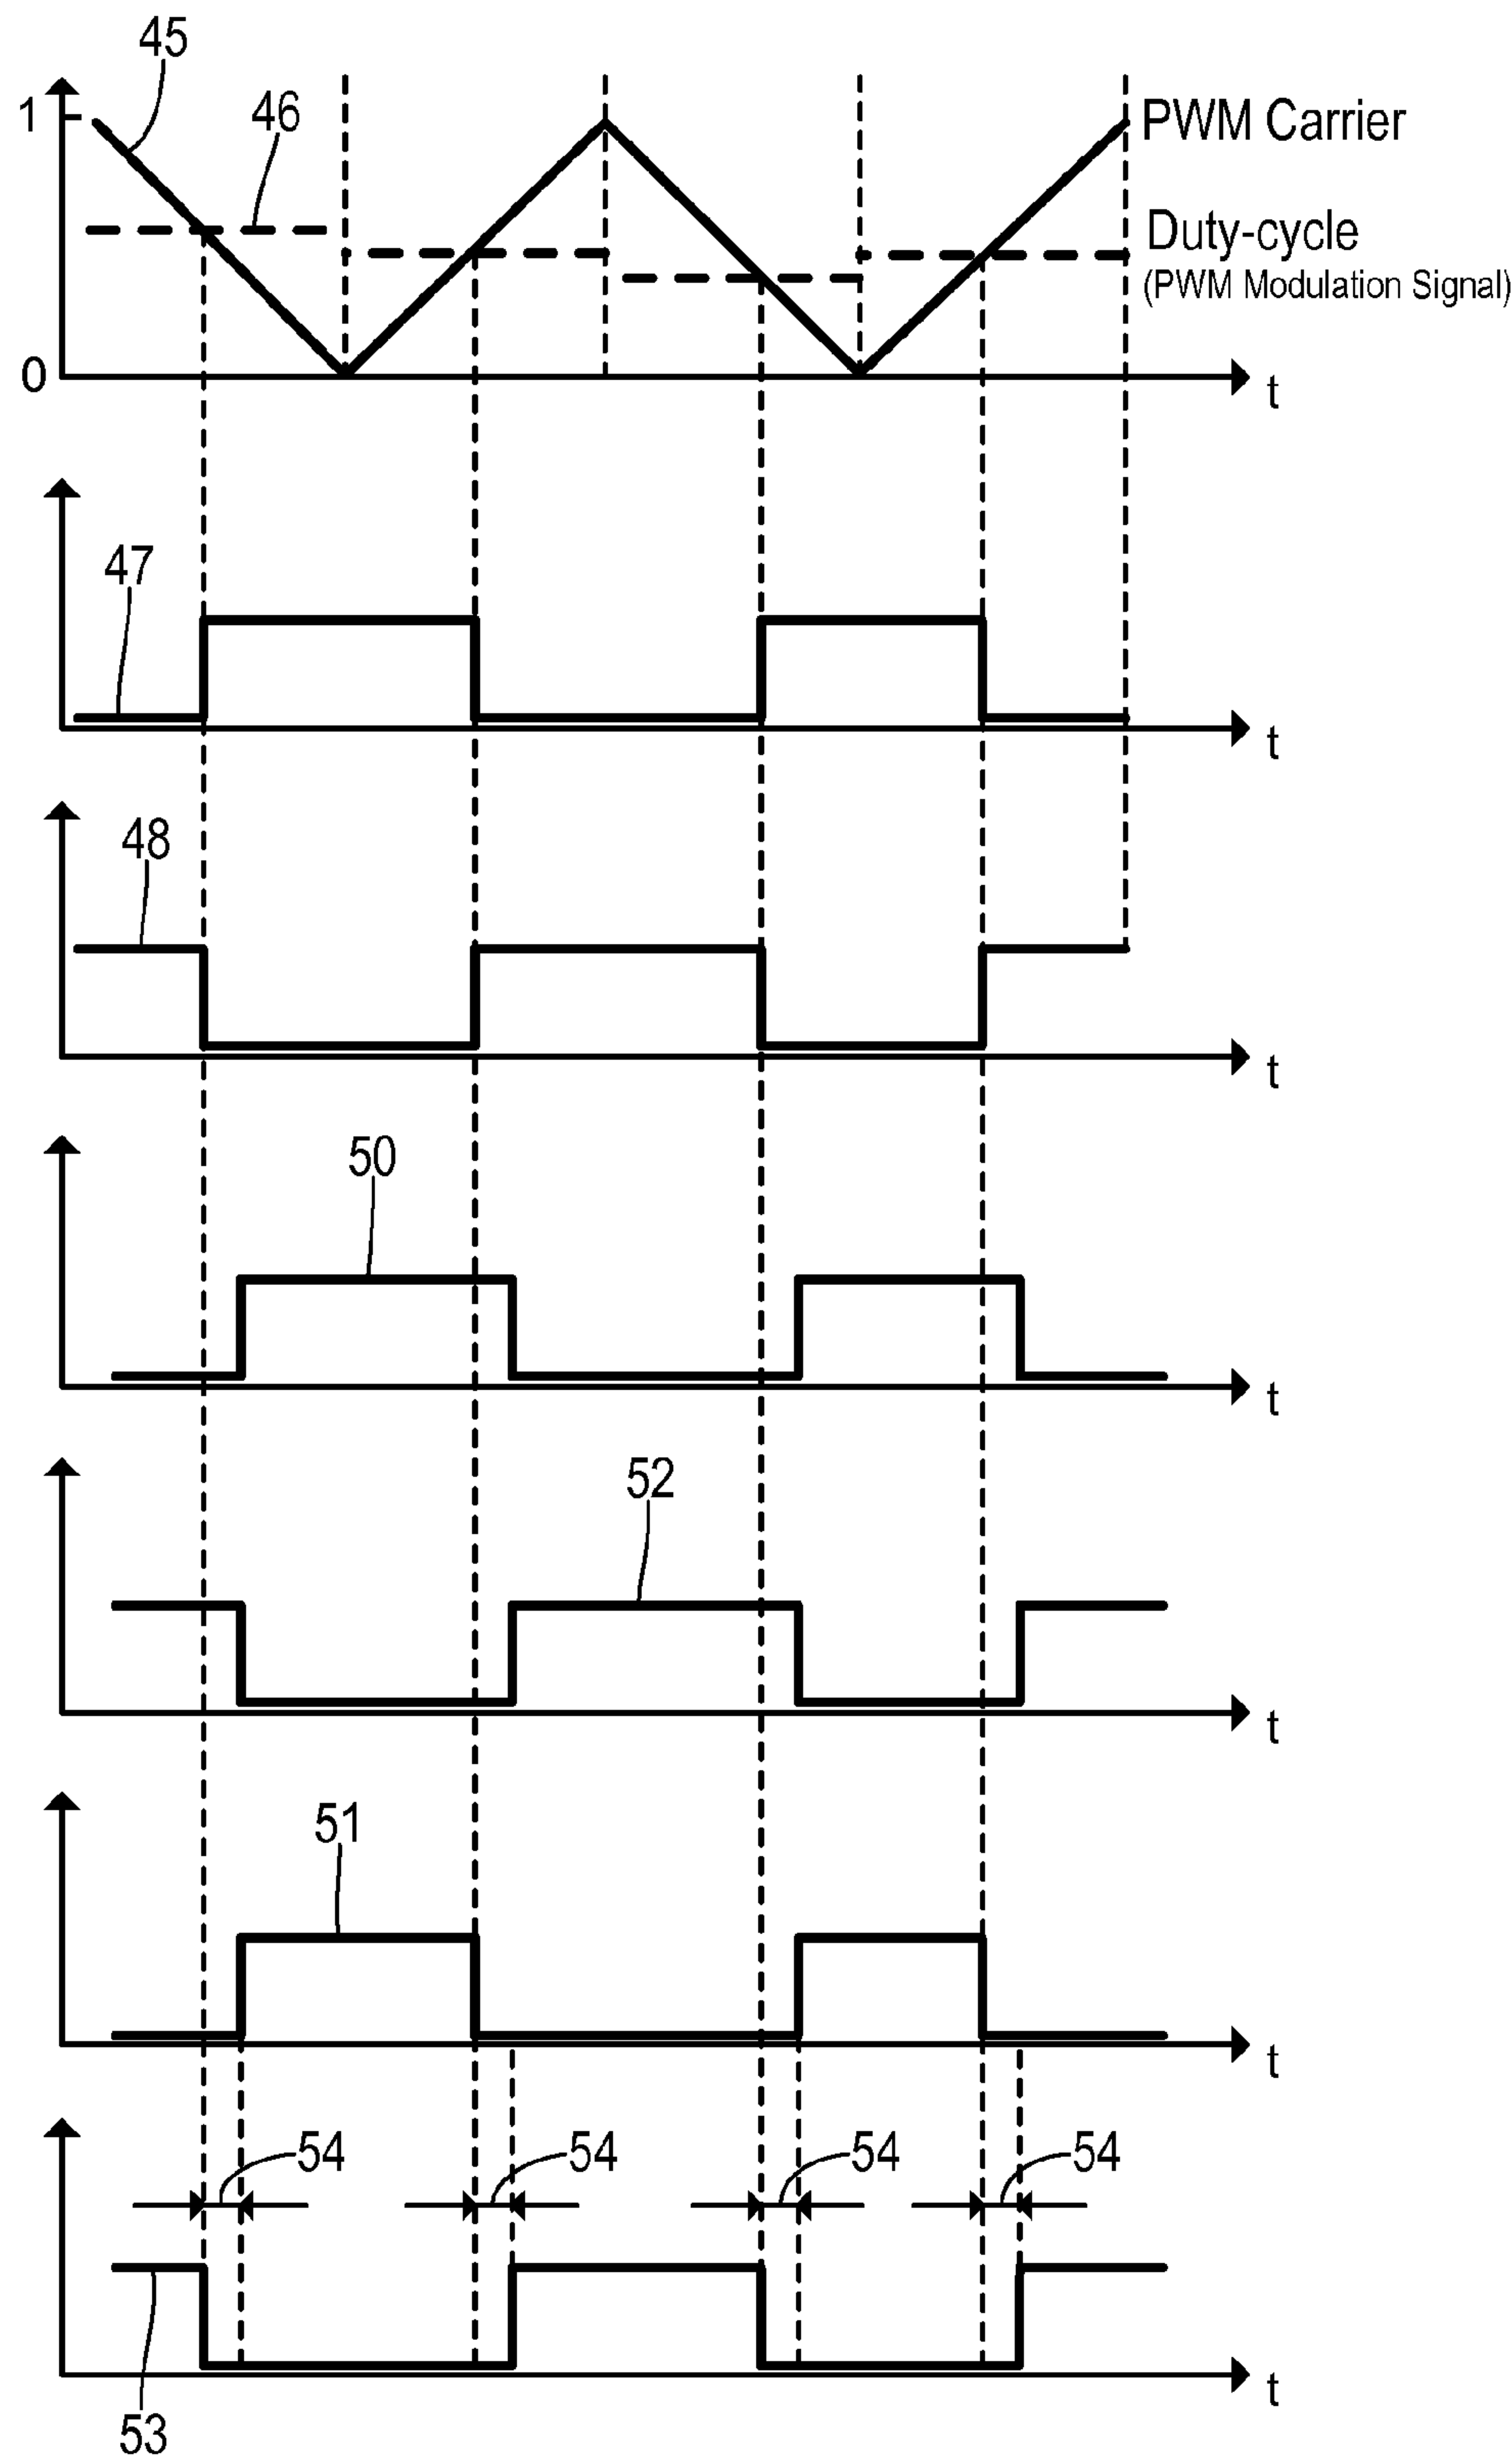 45
1
46
PWM Carrier
Duty-cycle
(PWM Modulation Signal)
0
t
47
t
48
t
50
t
52
t
51
t
54 54 54 54
t
53